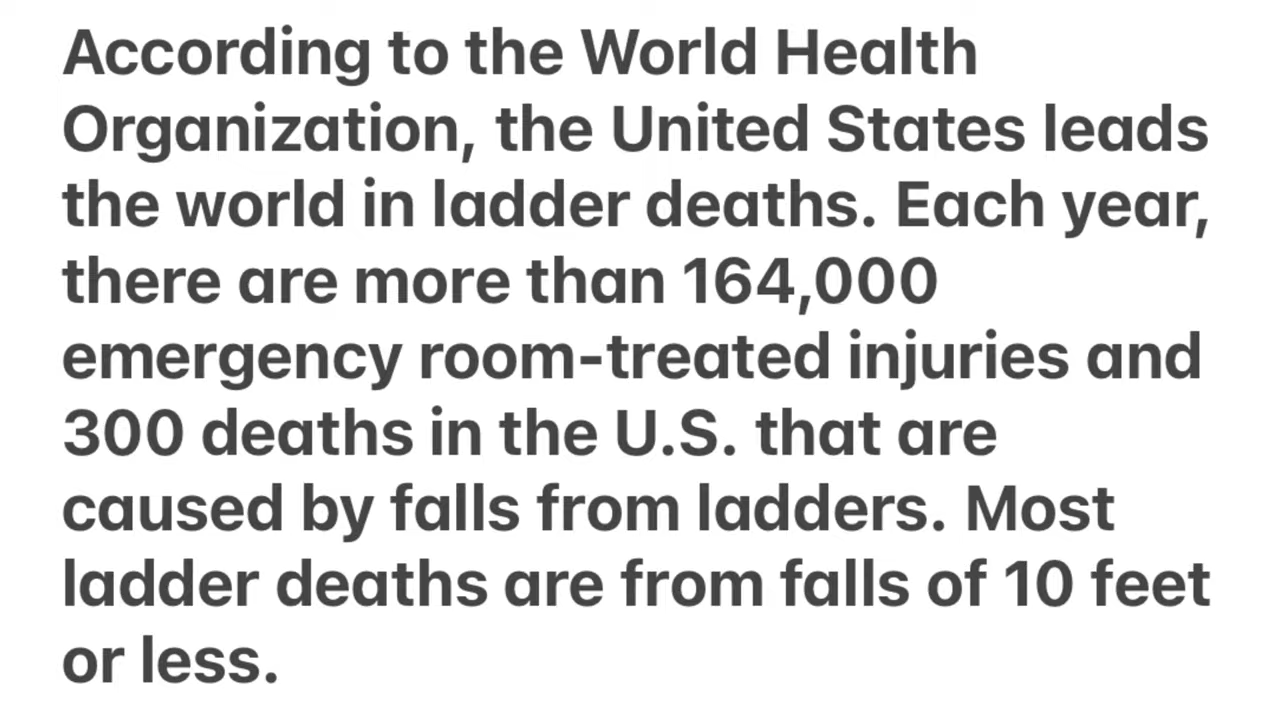 According to the World Health
Organization, the United States leads
the world in ladder deaths. Each year,
there are more than 164,000
emergency room-treated injuries and
300 deaths in the U.S. that are
caused by falls from ladders. Most
ladder deaths are from falls of 10 feet
or less.